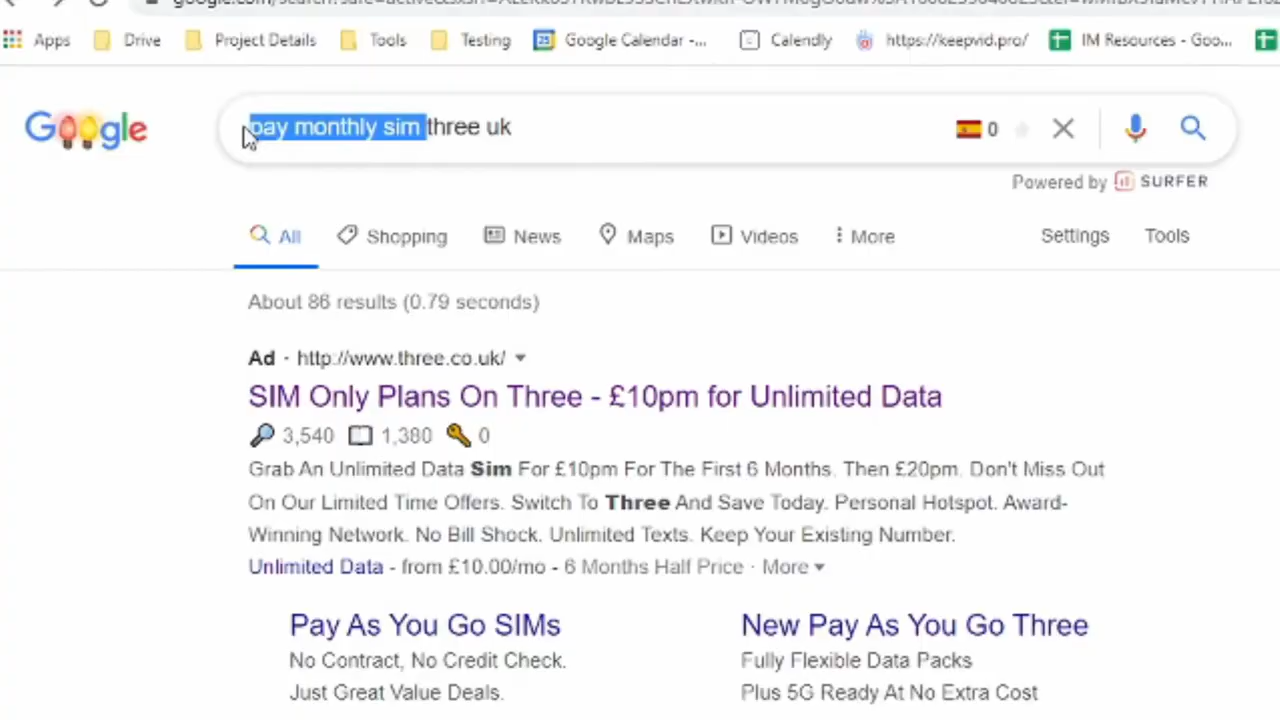 Apps Drive Project Details Tools Testing Google Calendar -... Calendly https://keepvid.pro/ IM Resources - Goo...
Google pay monthly sim three uk 0
Powered by SURFER
All Shopping News Maps Videos More Settings Tools
About 86 results (0.79 seconds)
Ad · http://www.three.co.uk/
SIM Only Plans On Three - £10pm for Unlimited Data
3,540 1,380 0
Grab An Unlimited Data Sim For £10pm For The First 6 Months. Then £20pm. Don't Miss Out
On Our Limited Time Offers. Switch To Three And Save Today. Personal Hotspot. Award-
Winning Network. No Bill Shock. Unlimited Texts. Keep Your Existing Number.
Unlimited Data - from £10.00/mo - 6 Months Half Price · More
Pay As You Go SIMs New Pay As You Go Three
No Contract, No Credit Check. Fully Flexible Data Packs
Just Great Value Deals. Plus 5G Ready At No Extra Cost